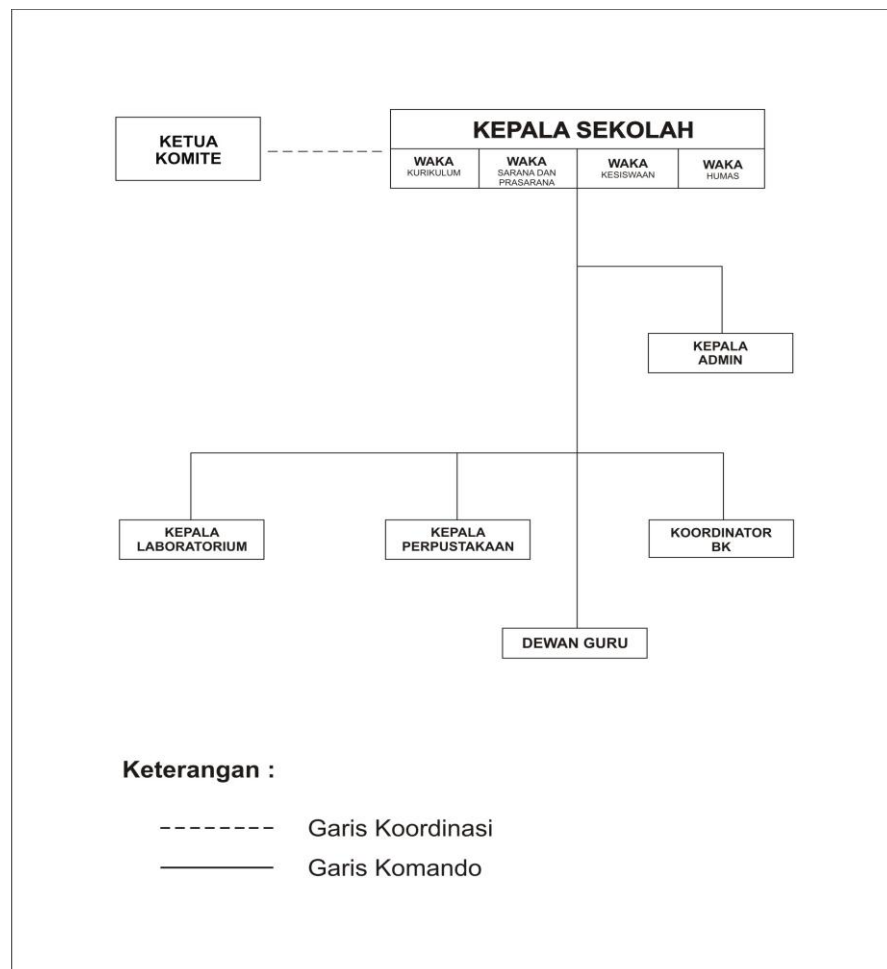 KETUA
KOMITE
KEPALA SEKOLAH
WAKA
KURIKULUM
WAKA
SARANA DAN
PRASARANA
WAKA
KESISWAAN
WAKA
HUMAS
KEPALA
ADMIN
KEPALA
LABORATORIUM
KEPALA
PERPUSTAKAAN
KOORDINATOR
BK
DEWAN GURU
Keterangan :
Garis Koordinasi
Garis Komando